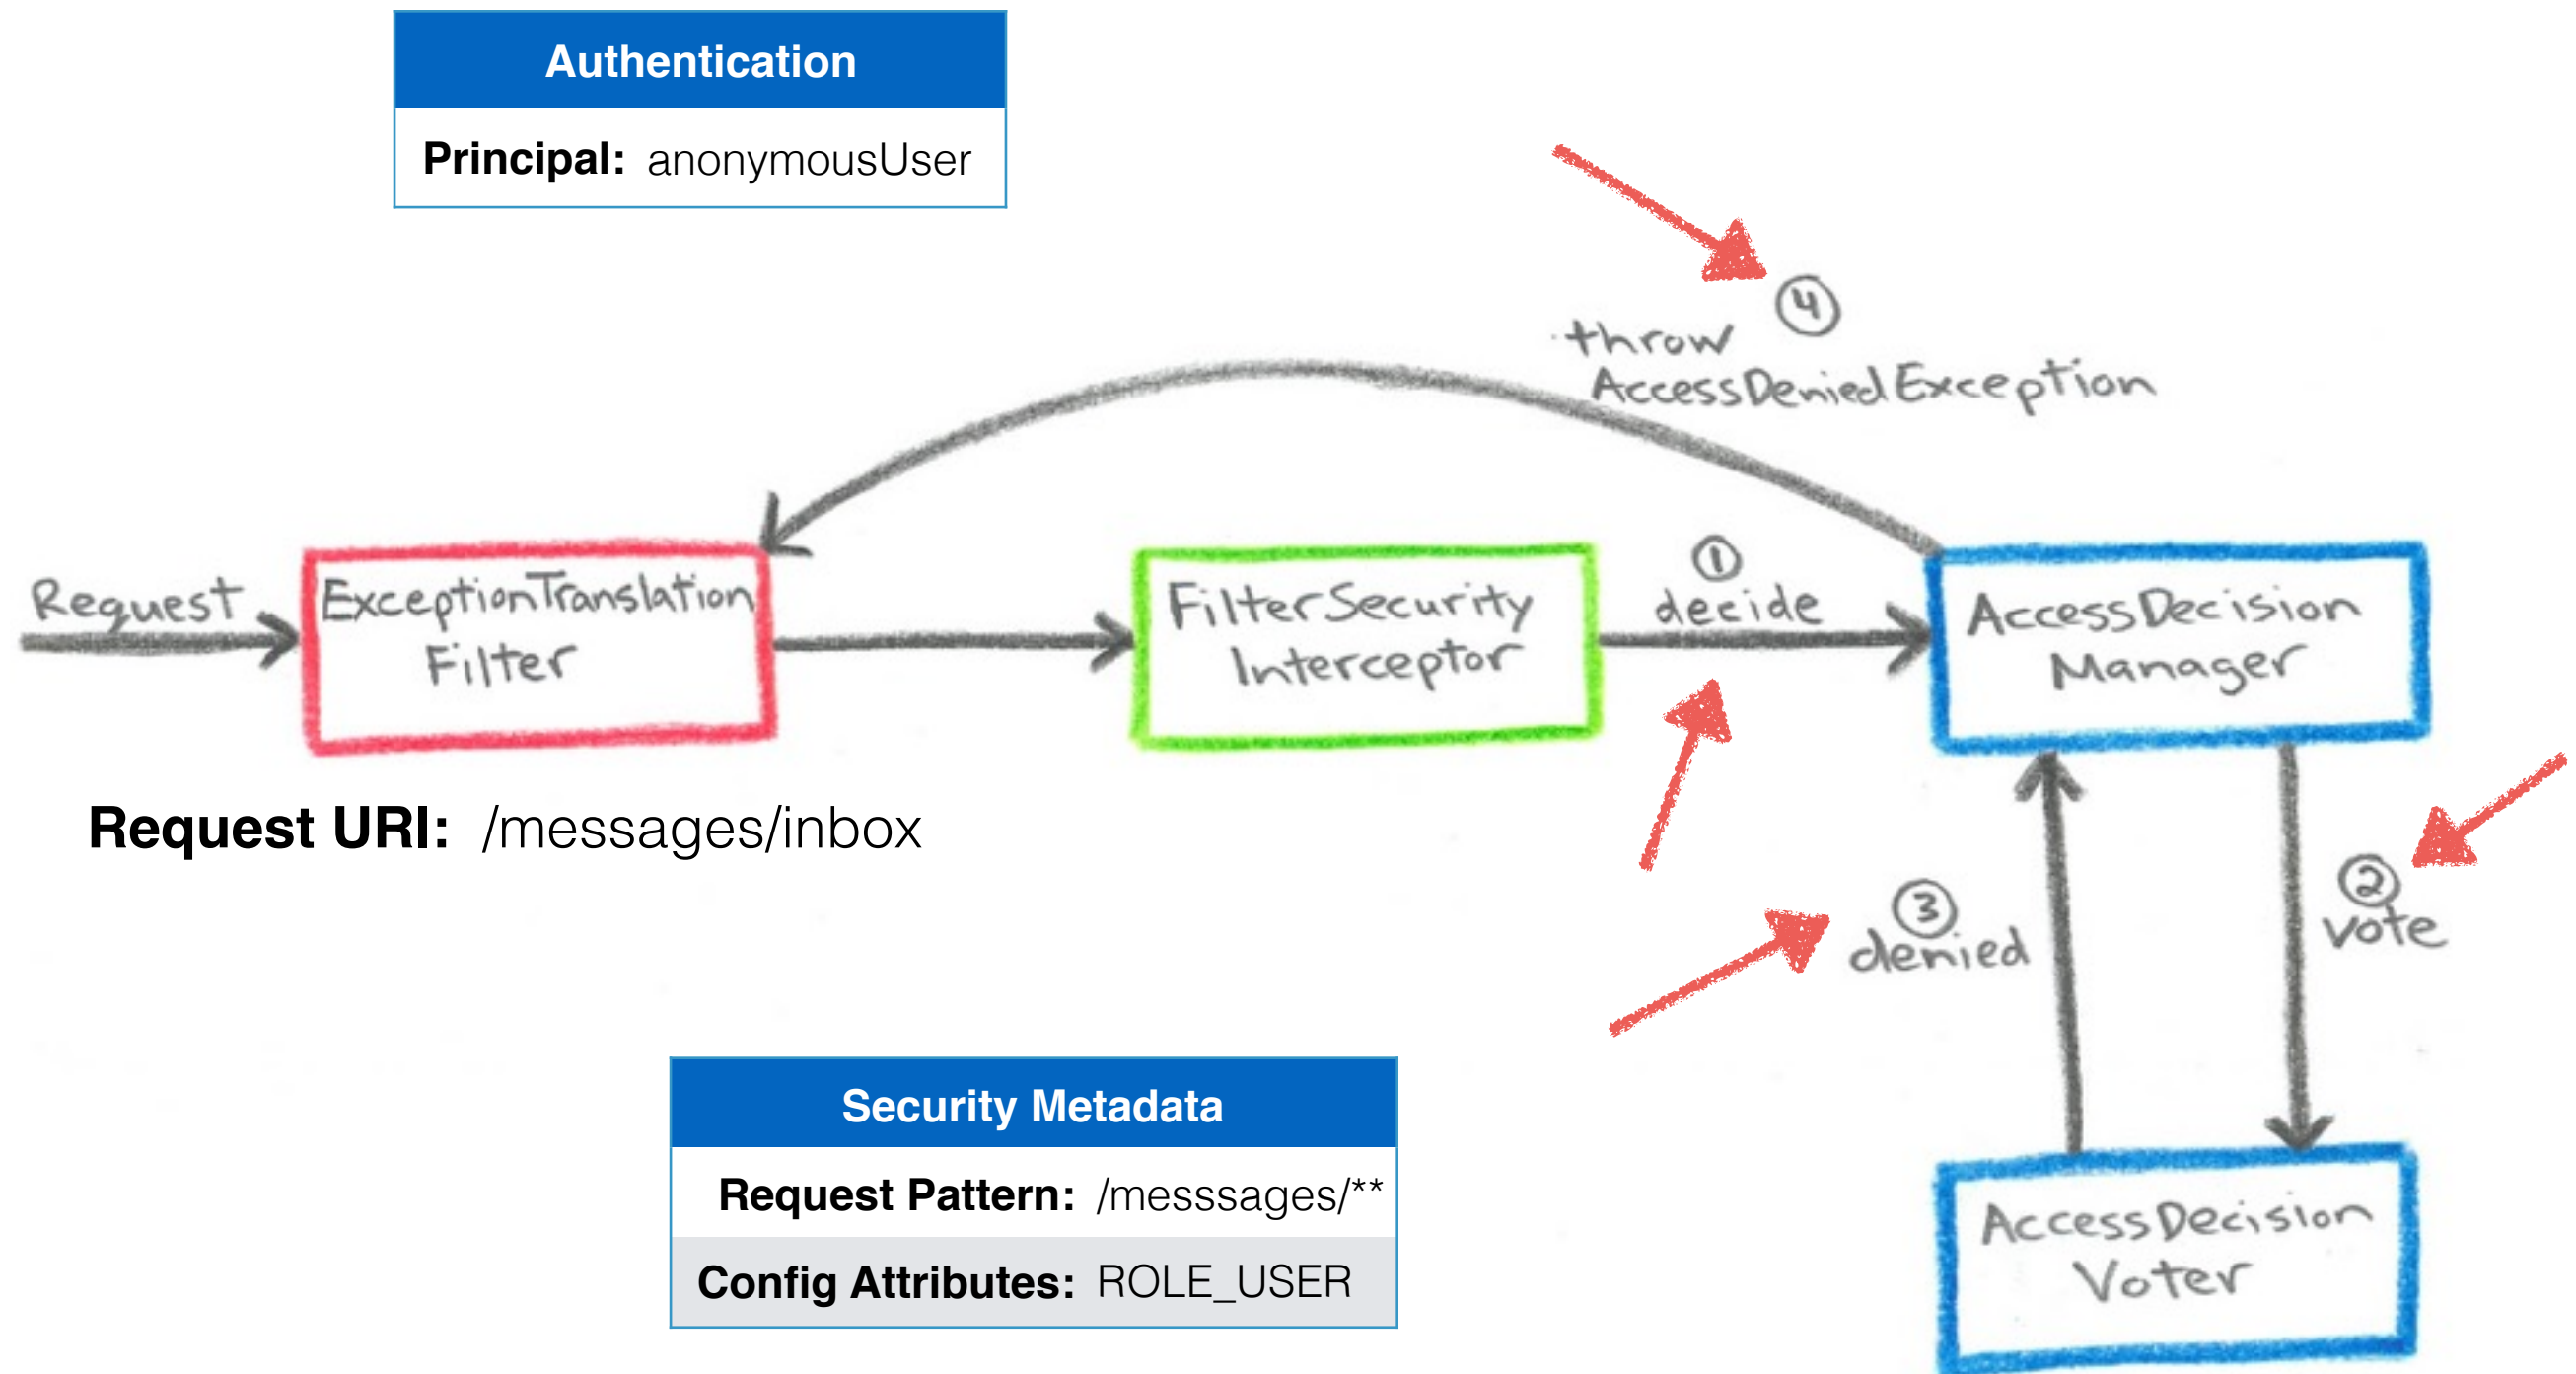 Authentication
Principal: anonymousUser
④
throw
AccessDeniedException
Request
ExceptionTranslation
Filter
FilterSecurity
Interceptor
①
decide
AccessDecision
Manager
Request URI: /messages/inbox
③
denied
②
vote
Security Metadata
Request Pattern: /messsages/**
Config Attributes: ROLE_USER
AccessDecision
Voter